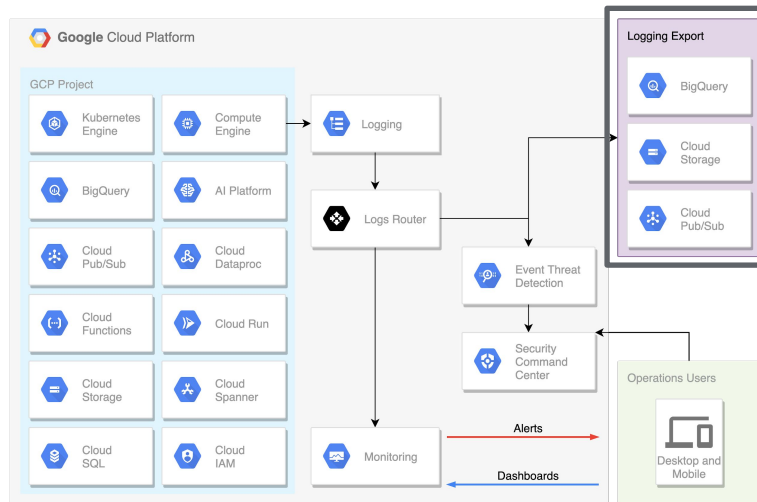 Google Cloud Platform
GCP Project
Kubernetes
Engine
Compute
Engine
BigQuery
AI Platform
Cloud
Pub/Sub
Cloud
Dataproc
Cloud
Functions
Cloud Run
Cloud
Storage
Cloud
Spanner
Cloud
SQL
Cloud
IAM
Logging
Logs Router
Monitoring
Event Threat
Detection
Security
Command
Center
Alerts
Dashboards
Logging Export
BigQuery
Cloud
Storage
Cloud
Pub/Sub
Operations Users
Desktop and
Mobile